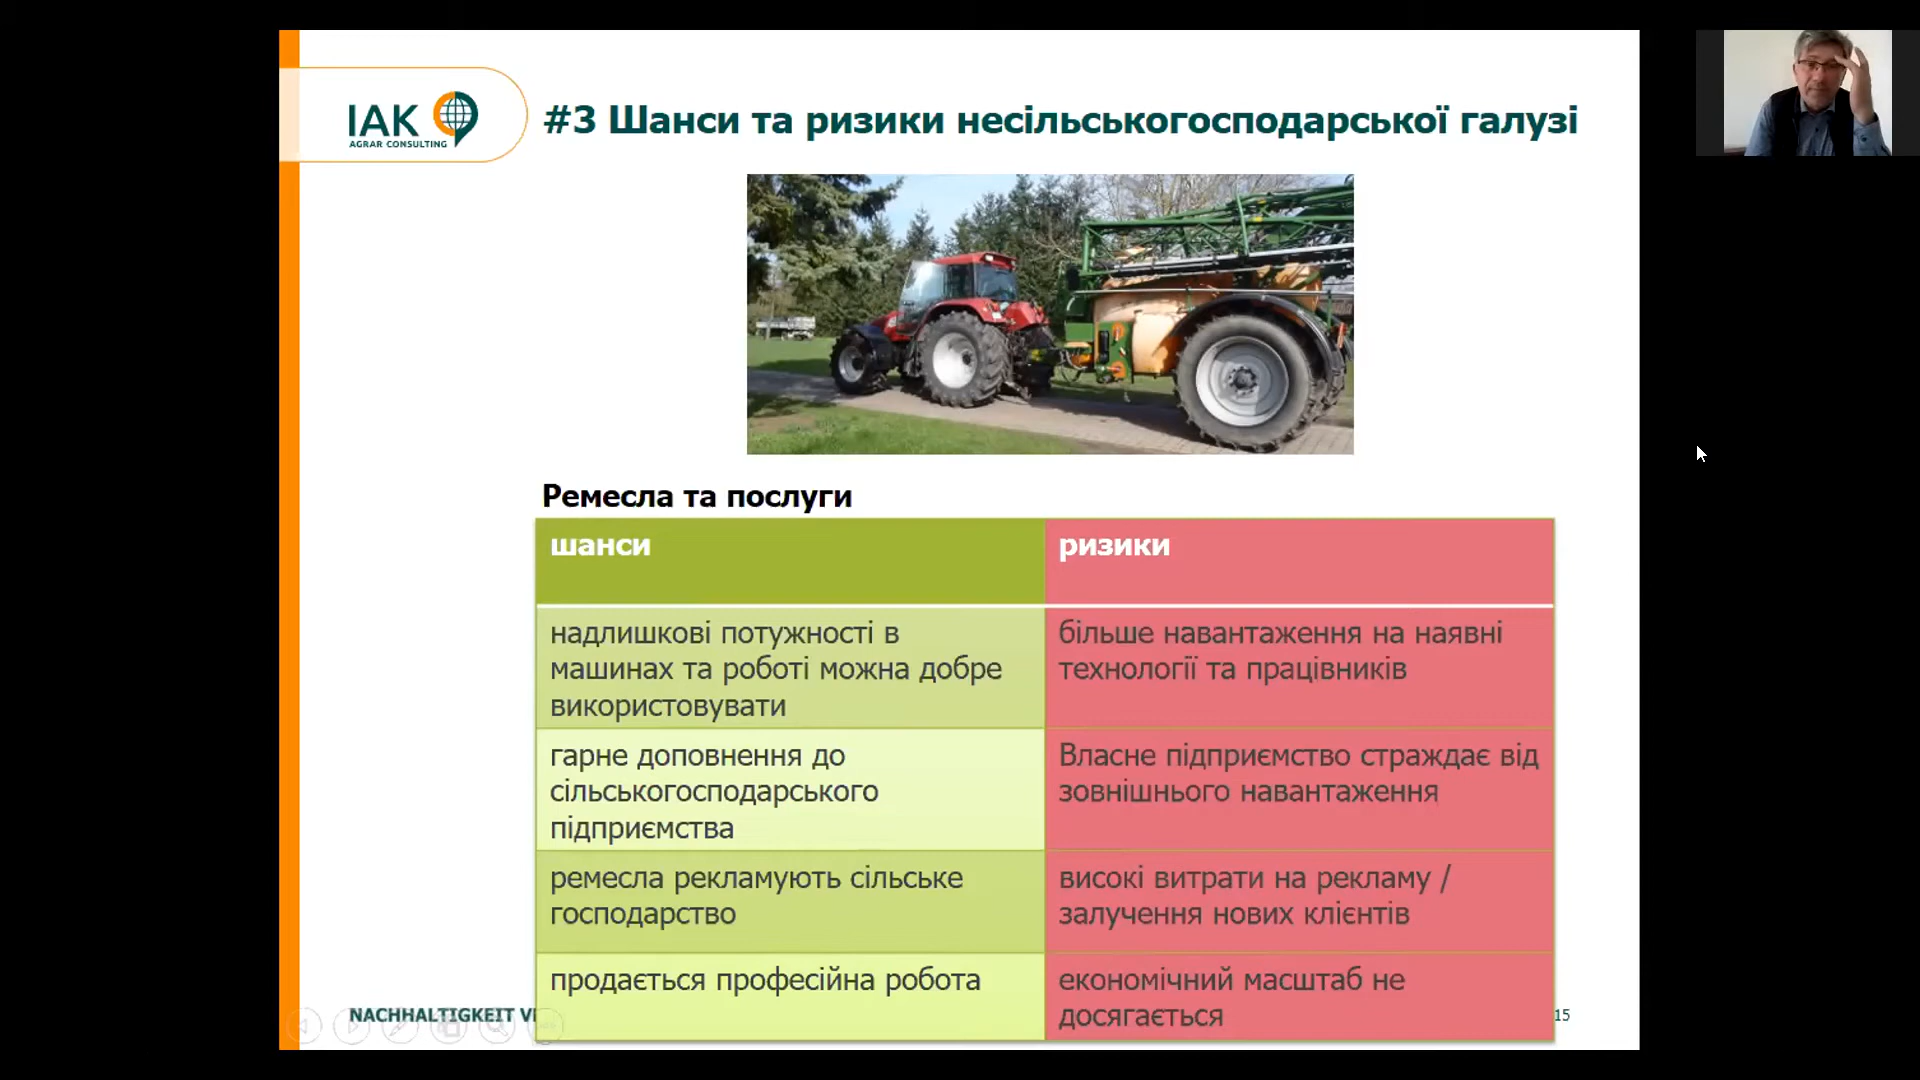 IAK
AGRAR CONSULTING
#3 Шанси та ризики несільськогосподарської галузі
Ремесла та послуги
шанси
ризики
надлишкові потужності в
машинах та роботі можна добре
використовувати
більше навантаження на наявні
технології та працівників
гарне доповнення до
сільськогосподарського
підприємства
Власне підприємство страждає від
зовнішнього навантаження
ремесла рекламують сільське
господарство
високі витрати на рекламу /
залучення нових клієнтів
продається професійна робота
економічний масштаб не
досягається
NACHHALTIGKEIT
15